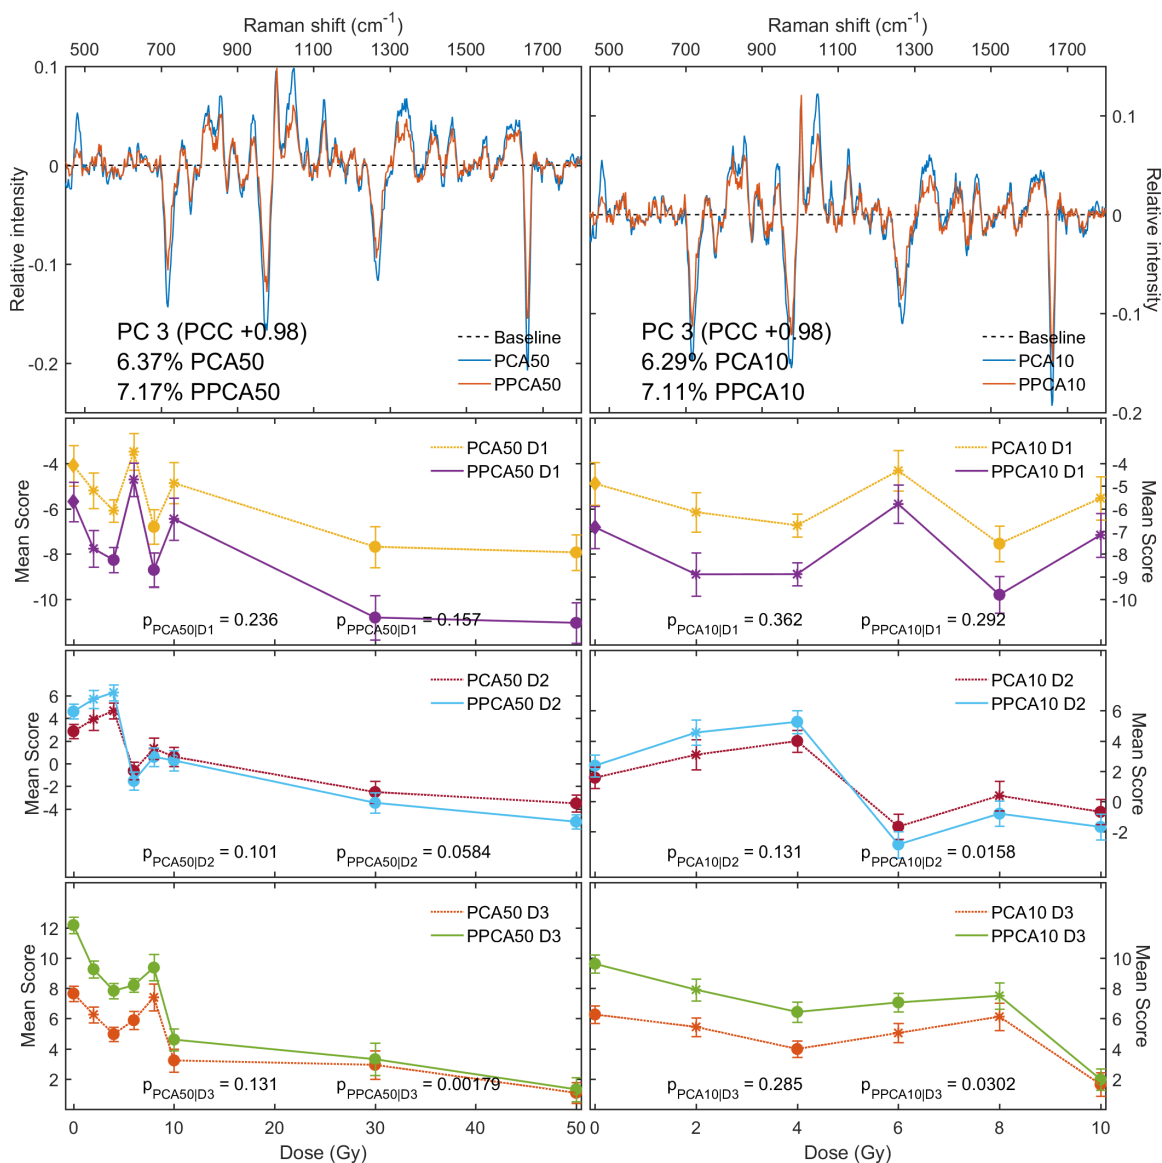 Raman shift (cm-1) Raman shift (cm-1)
500 700 900 1100 1300 1500 1700 500 700 900 1100 1300 1500 1700
0.1
0
-0.1
-0.2
Relative intensity
PC 3 (PCC +0.98)
6.37% PCA50
7.17% PPCA50
Baseline
PCA50
PPCA50
0.1
0
-0.1
-0.2
Relative intensity
PC 3 (PCC +0.98)
6.29% PCA10
7.11% PPCA10
Baseline
PCA10
PPCA10
-4
-6
-8
-10
Mean Score
PCA50 D1
PPCA50 D1
pPCA50|D1 = 0.236 pPPCA50|D1 = 0.157
-4
-5
-6
-7
-8
-9
-10
Mean Score
PCA10 D1
PPCA10 D1
pPCA10|D1 = 0.362 pPPCA10|D1 = 0.292
6
4
2
0
-2
-4
Mean Score
PCA50 D2
PPCA50 D2
pPCA50|D2 = 0.101 pPPCA50|D2 = 0.0584
6
4
2
0
-2
Mean Score
PCA10 D2
PPCA10 D2
pPCA10|D2 = 0.131 pPPCA10|D2 = 0.0158
12
10
8
6
4
2
Mean Score
PCA50 D3
PPCA50 D3
pPCA50|D3 = 0.131 pPPCA50|D3 = 0.00179
10
8
6
4
2
Mean Score
PCA10 D3
PPCA10 D3
pPCA10|D3 = 0.285 pPPCA10|D3 = 0.0302
0 10 20 30 40 50 0 2 4 6 8 10
Dose (Gy) Dose (Gy)